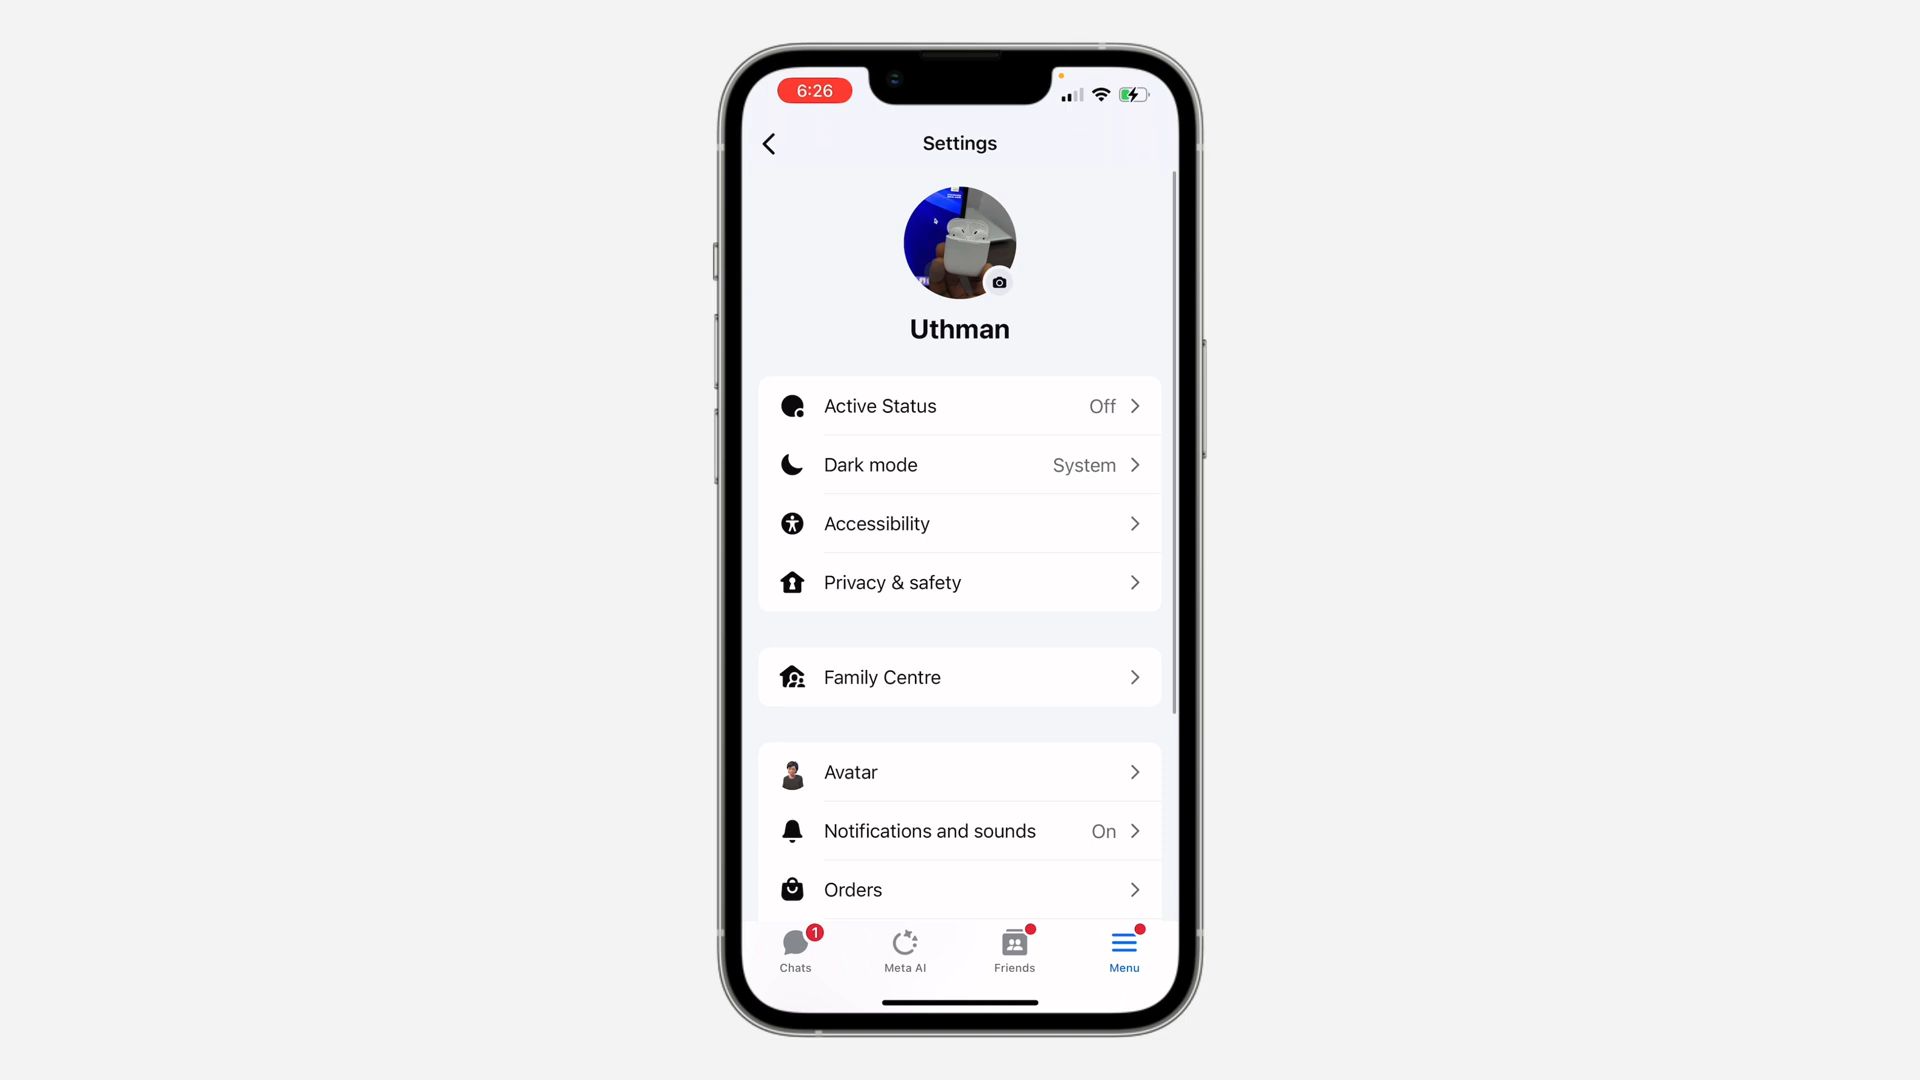 6:26
Settings
Uthman
Active Status Off
Dark mode System
Accessibility
Privacy & safety
Family Centre
Avatar
Notifications and sounds On
Orders
1
Chats Meta AI Friends Menu